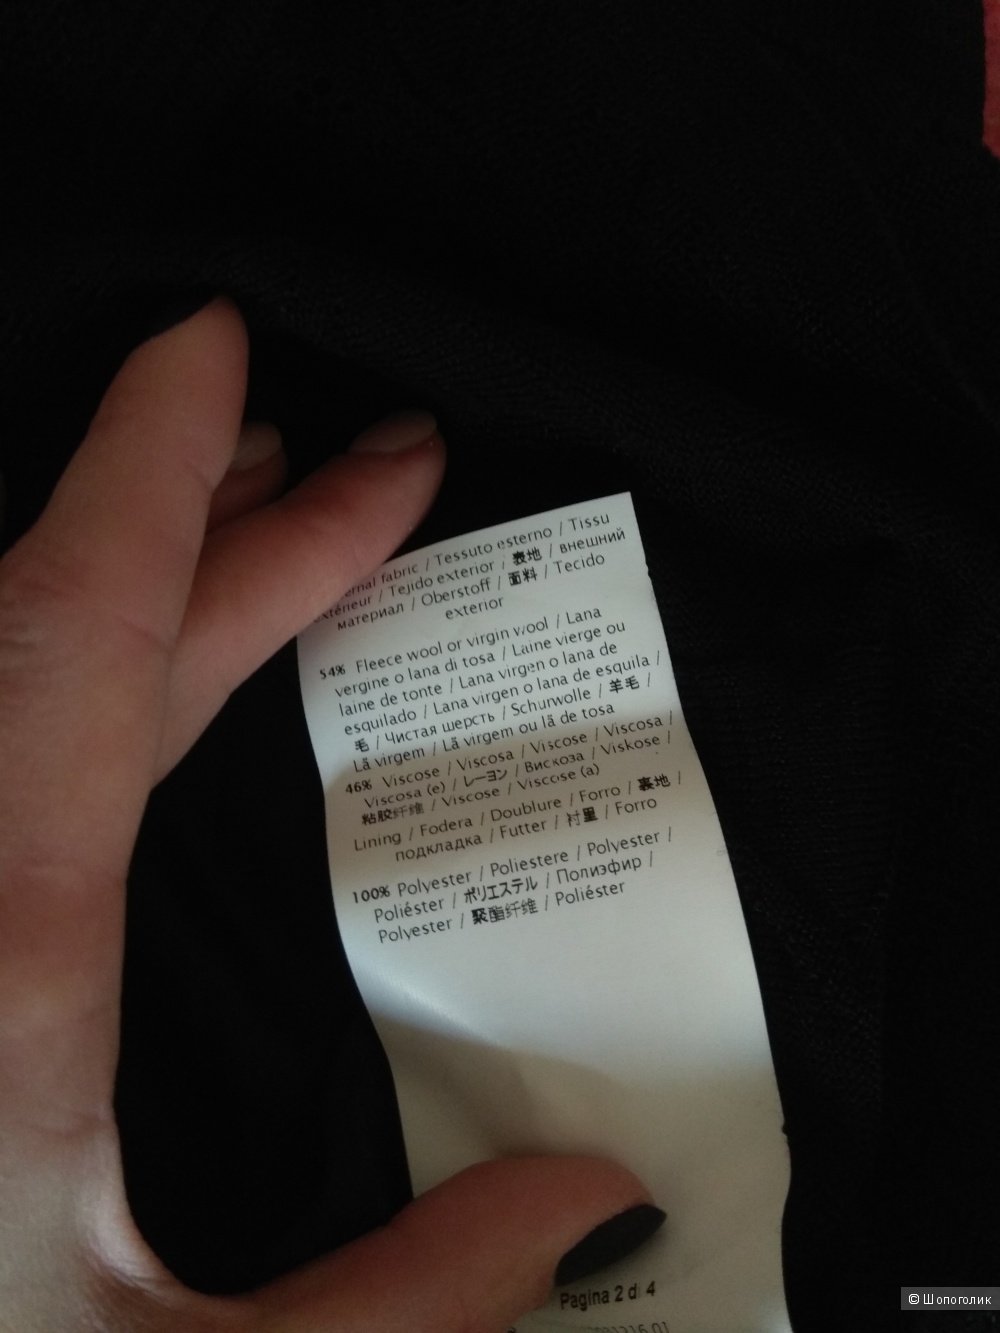 fabric / Tessuto esterno / Tissu
extérieur / Tejido exterior / 表地 / внешний
материал / Oberstoff / 面料 / Tecido
exterior
54% Fleece wool or virgin wool / Lana
vergine o lana di tosa / Laine vierge ou
laine de tonte / Lana virgen o lana de
esquilado / Lana virgen o lana de esquila /
毛 / Чистая шерсть / Schurwolle / 羊毛 /
Lã virgem / Lã virgem ou lã de tosa
46% Viscose / Viscosa / Viscose / Viscosa /
Viscosa (e) / レーヨン / Вискоза / Viskose /
粘胶纤维 / Viscose / Viscose (a)
Lining / Fodera / Doublure / Forro / 裏地 /
подкладка / Futter / 衬里 / Forro
100% Polyester / Poliestere / Polyester /
Poliéster / ポリエステル / Полиэфир /
Polyester / 聚酯纤维 / Poliéster
Pagina 2 di 4
© Шопоголик